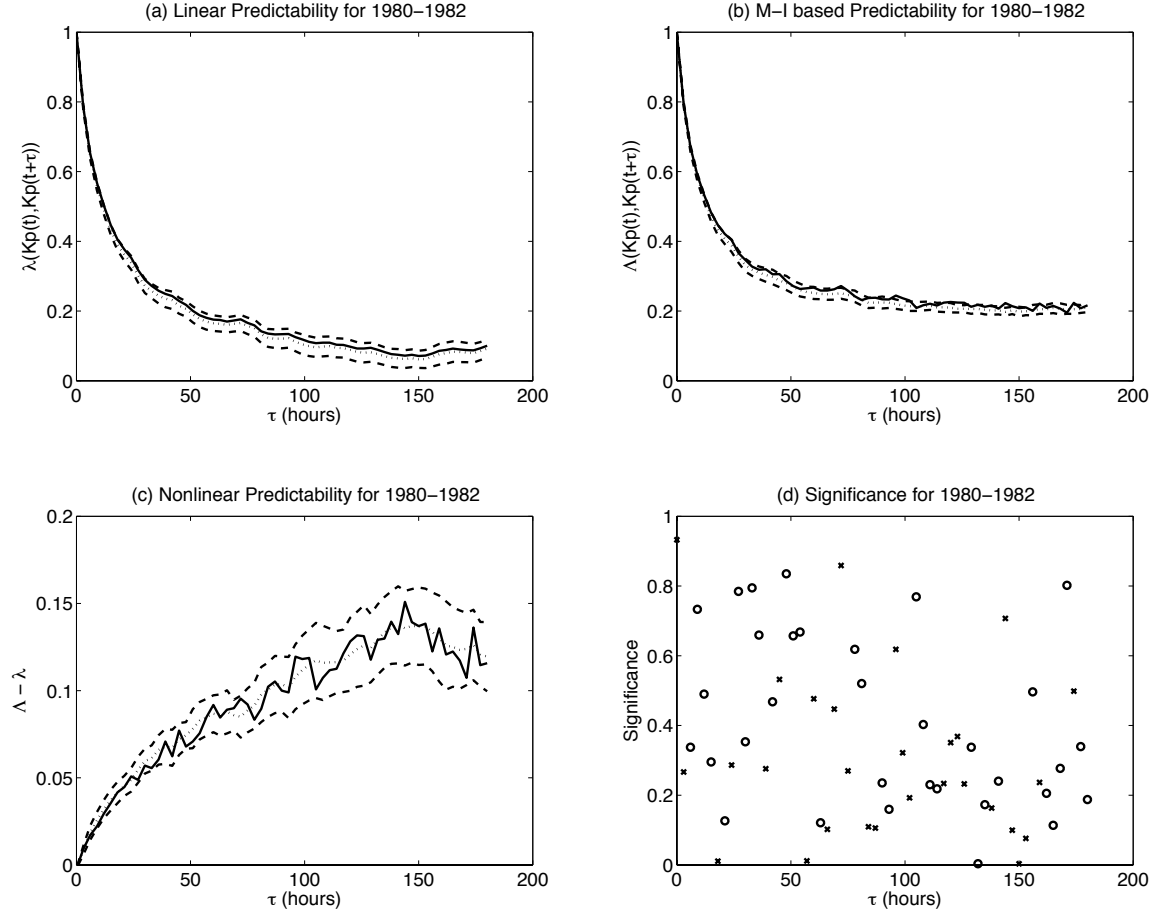 (a) Linear Predictability for 1980−1982
1
0.8
0.6
0.4
0.2
0
λ(Kp(t),Kp(t+τ))
0 50 100 150 200
τ (hours)
(b) M−I based Predictability for 1980−1982
1
0.8
0.6
0.4
0.2
0
Λ(Kp(t),Kp(t+τ))
0 50 100 150 200
τ (hours)
(c) Nonlinear Predictability for 1980−1982
0.2
0.15
0.1
0.05
0
Λ − λ
0 50 100 150 200
τ (hours)
(d) Significance for 1980−1982
1
0.8
0.6
0.4
0.2
0
Significance
0 50 100 150 200
τ (hours)